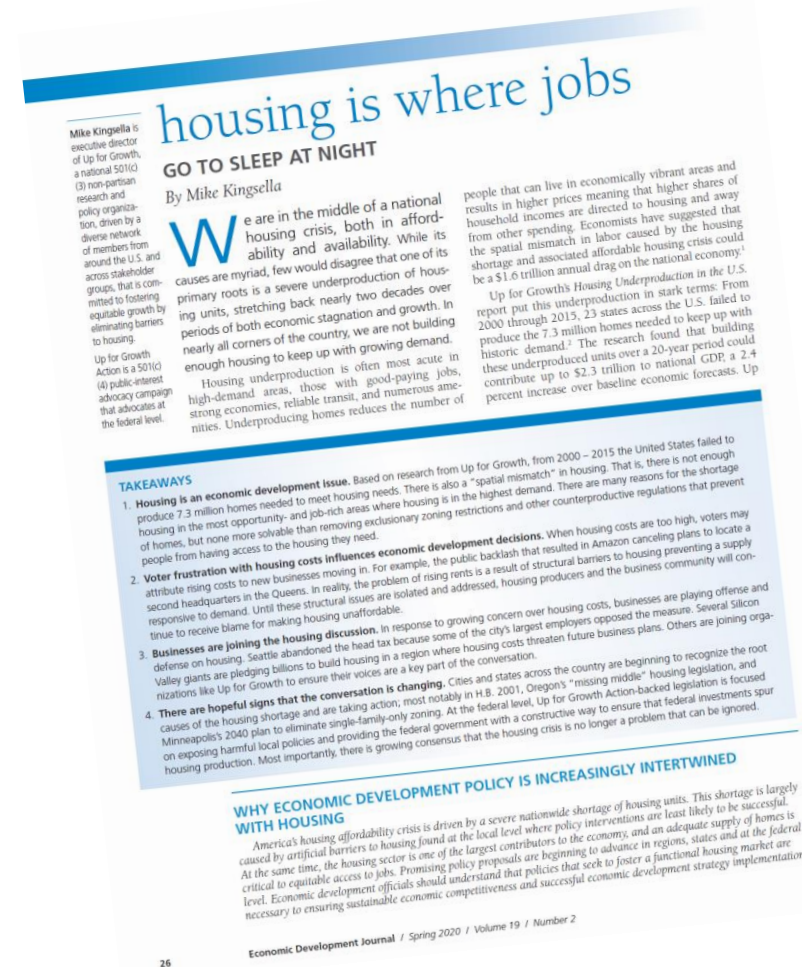 housing is where jobs
GO TO SLEEP AT NIGHT
By Mike Kingsella
Mike Kingsella is
executive director
of Up for Growth,
a national 501(c)
(3) non-partisan
research and
policy organiza-
tion, driven by a
diverse network
of members from
around the U.S. and
across stakeholder
groups, that is com-
mitted to fostering
equitable growth by
eliminating barriers
to housing.
Up for Growth
Action is a 501(c)
(4) public-interest
advocacy campaign
that advocates at
the federal level.
We are in the middle of a national
housing crisis, both in afford-
ability and availability. While its
causes are myriad, few would disagree that one of its
primary roots is a severe underproduction of hous-
ing units, stretching back nearly two decades over
periods of both economic stagnation and growth. In
nearly all corners of the country, we are not building
enough housing to keep up with growing demand.
Housing underproduction is often most acute in
high-demand areas, those with good-paying jobs,
strong economies, reliable transit, and numerous ame-
nities. Underproducing homes reduces the number of
people that can live in economically vibrant areas and
results in higher prices meaning that higher shares of
household incomes are directed to housing and away
from other spending. Economists have suggested that
the spatial mismatch in labor caused by the housing
shortage and associated affordable housing crisis could
be a $1.6 trillion annual drag on the national economy.¹
Up for Growth's Housing Underproduction in the U.S.
report put this underproduction in stark terms: From
2000 through 2015, 23 states across the U.S. failed to
produce the 7.3 million homes needed to keep up with
historic demand.² The research found that building
these underproduced units over a 20-year period could
contribute up to $2.3 trillion to national GDP, a 2.4
percent increase over baseline economic forecasts. Up
TAKEAWAYS
1. Housing is an economic development issue. Based on research from Up for Growth, from 2000 – 2015 the United States failed to
produce 7.3 million homes needed to meet housing needs. There is also a "spatial mismatch" in housing. That is, there is not enough
housing in the most opportunity- and job-rich areas where housing is in the highest demand. There are many reasons for the shortage
of homes, but none more solvable than removing exclusionary zoning restrictions and other counterproductive regulations that prevent
people from having access to the housing they need.
2. Voter frustration with housing costs influences economic development decisions. When housing costs are too high, voters may
attribute rising costs to new businesses moving in. For example, the public backlash that resulted in Amazon canceling plans to locate a
second headquarters in the Queens. In reality, the problem of rising rents is a result of structural barriers to housing preventing a supply
responsive to demand. Until these structural issues are isolated and addressed, housing producers and the business community will con-
tinue to receive blame for making housing unaffordable.
3. Businesses are joining the housing discussion. In response to growing concern over housing costs, businesses are playing offense and
defense on housing. Seattle abandoned the head tax because some of the city's largest employers opposed the measure. Several Silicon
Valley giants are pledging billions to build housing in a region where housing costs threaten future business plans. Others are joining orga-
nizations like Up for Growth to ensure their voices are a key part of the conversation.
4. There are hopeful signs that the conversation is changing. Cities and states across the country are beginning to recognize the root
causes of the housing shortage and are taking action; most notably in H.B. 2001, Oregon's "missing middle" housing legislation, and
Minneapolis's 2040 plan to eliminate single-family-only zoning. At the federal level, Up for Growth Action-backed legislation is focused
on exposing harmful local policies and providing the federal government with a constructive way to ensure that federal investments spur
housing production. Most importantly, there is growing consensus that the housing crisis is no longer a problem that can be ignored.
WHY ECONOMIC DEVELOPMENT POLICY IS INCREASINGLY INTERTWINED
WITH HOUSING
America's housing affordability crisis is driven by a severe nationwide shortage of housing units. This shortage is largely
caused by artificial barriers to housing found at the local level where policy interventions are least likely to be successful.
At the same time, the housing sector is one of the largest contributors to the economy, and an adequate supply of homes is
critical to equitable access to jobs. Promising policy proposals are beginning to advance in regions, states and at the federal
level. Economic development officials should understand that policies that seek to foster a functional housing market are
necessary to ensuring sustainable economic competitiveness and successful economic development strategy implementation
26
Economic Development Journal / Spring 2020 / Volume 19 / Number 2